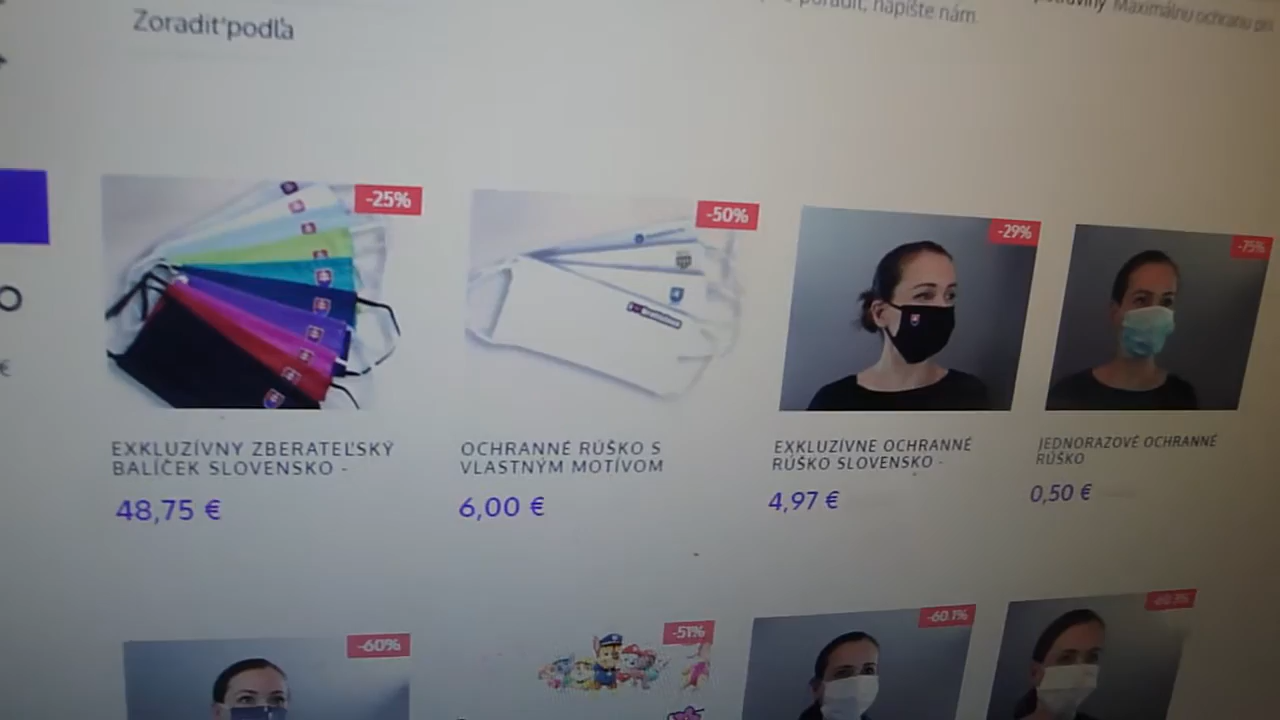 Zoradiť podľa
napíšte nám.
Maximálnu ochranu
-25%
-50%
-29%
-75%
€
EXKLUZÍVNY ZBERATEĽSKÝ
BALÍČEK SLOVENSKO -
48,75 €
OCHRANNÉ RÚŠKO S
VLASTNÝM MOTÍVOM
6,00 €
EXKLUZÍVNE OCHRANNÉ
RÚŠKO SLOVENSKO -
4,97 €
JEDNORAZOVÉ OCHRANNÉ
RÚŠKO
0,50 €
-60%
-51%
-60.1%